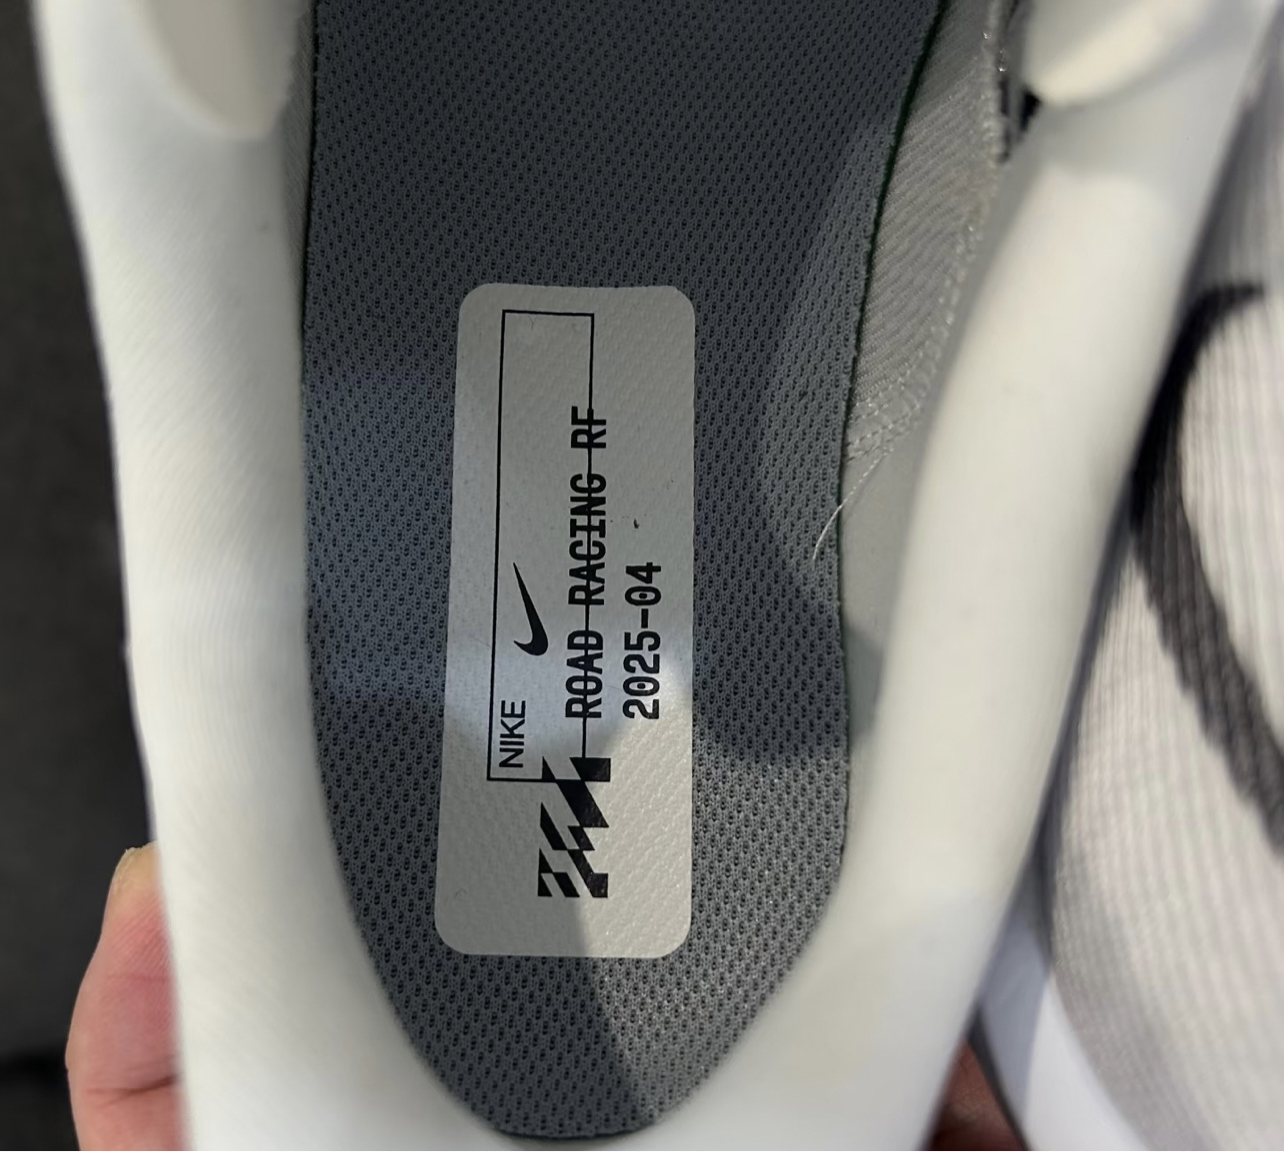 NIKE
ROAD RACING RF
2025-04